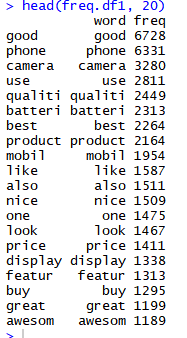 > head(freq.df1, 20)
word freq
good good 6728
phone phone 6331
camera camera 3280
use use 2811
qualiti qualiti 2449
batteri batteri 2313
best best 2264
product product 2164
mobil mobil 1954
like like 1587
also also 1511
nice nice 1509
one one 1475
look look 1467
price price 1411
display display 1338
featur featur 1313
buy buy 1295
great great 1199
awesom awesom 1189
>